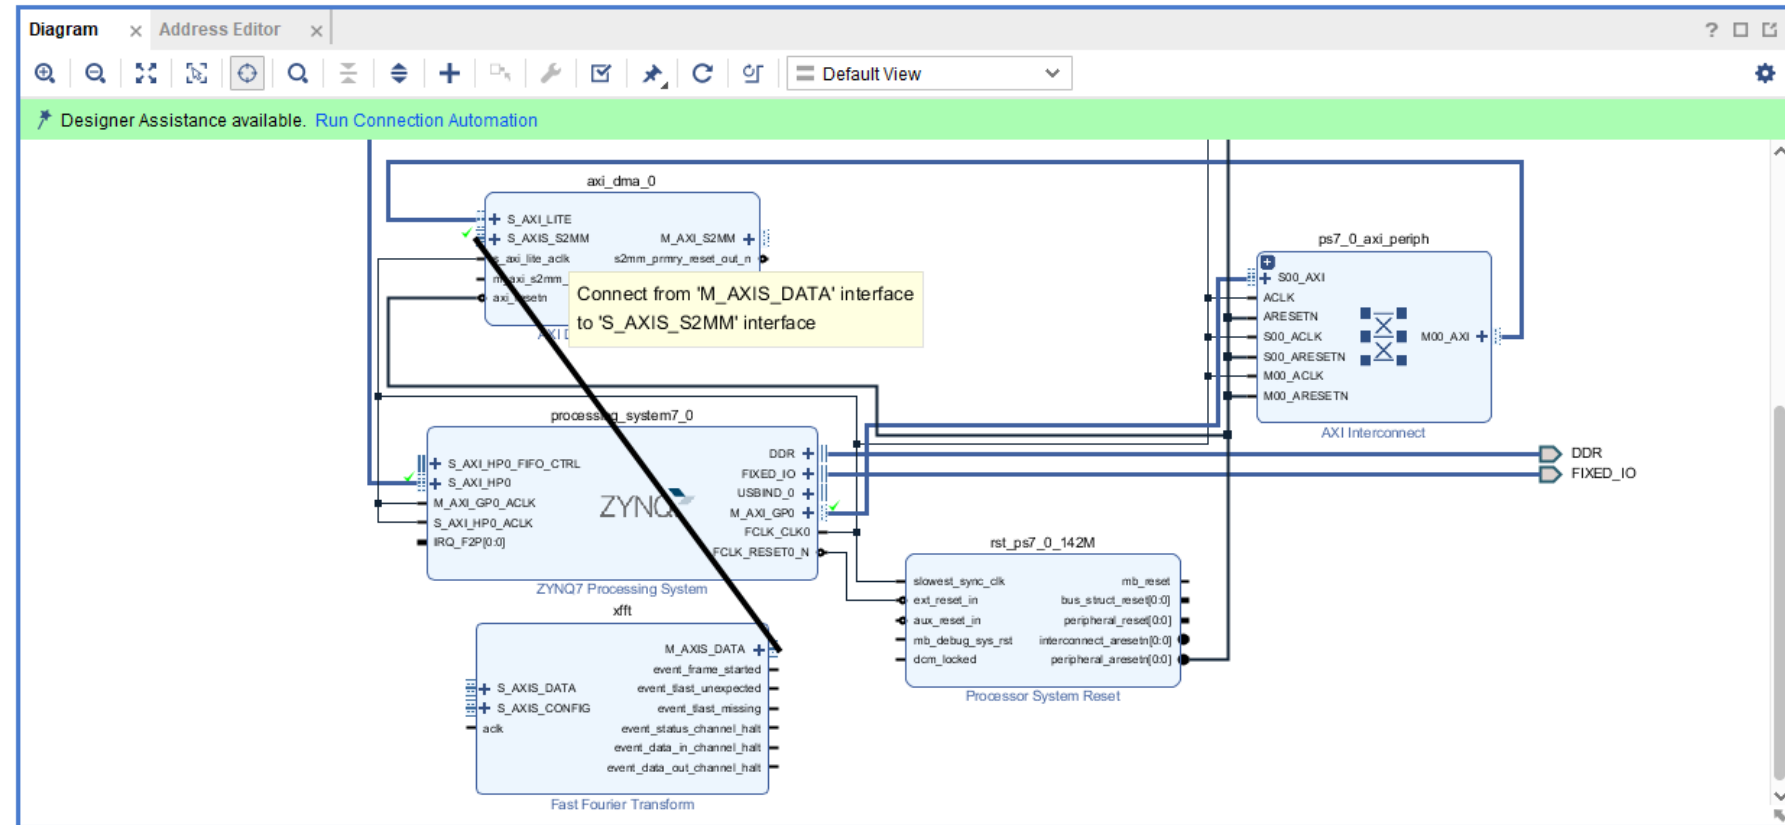 Diagram
Address Editor
Default View
Designer Assistance available. Run Connection Automation
axi_dma_0
S_AXI_LITE
S_AXIS_S2MM
s_axi_lite_aclk
m_axi_s2mm_
M_AXI_S2MM
s2mm_prmry_reset_out_n
Connect from 'M_AXIS_DATA' interface
to 'S_AXIS_S2MM' interface
ps7_0_axi_periph
S00_AXI
ACLK
ARESETN
S00_ACLK
S00_ARESETN
M00_ACLK
M00_ARESETN
M00_AXI
AXI Interconnect
processing_system7_0
S_AXI_HP0_FIFO_CTRL
S_AXI_HP0
M_AXI_GP0_ACLK
S_AXI_HP0_ACLK
IRQ_F2P[0:0]
ZYNQ
DDR
FIXED_IO
USBIND_0
M_AXI_GP0
FCLK_CLK0
FCLK_RESET0_N
ZYNQ7 Processing System
DDR
FIXED_IO
rst_ps7_0_142M
slowest_sync_clk
ext_reset_in
aux_reset_in
mb_debug_sys_rst
dcm_locked
mb_reset
bus_struct_reset[0:0]
peripheral_reset[0:0]
interconnect_aresetn[0:0]
peripheral_aresetn[0:0]
Processor System Reset
xfft
S_AXIS_DATA
S_AXIS_CONFIG
aclk
M_AXIS_DATA
event_frame_started
event_tlast_unexpected
event_tlast_missing
event_status_channel_halt
event_data_in_channel_halt
event_data_out_channel_halt
Fast Fourier Transform